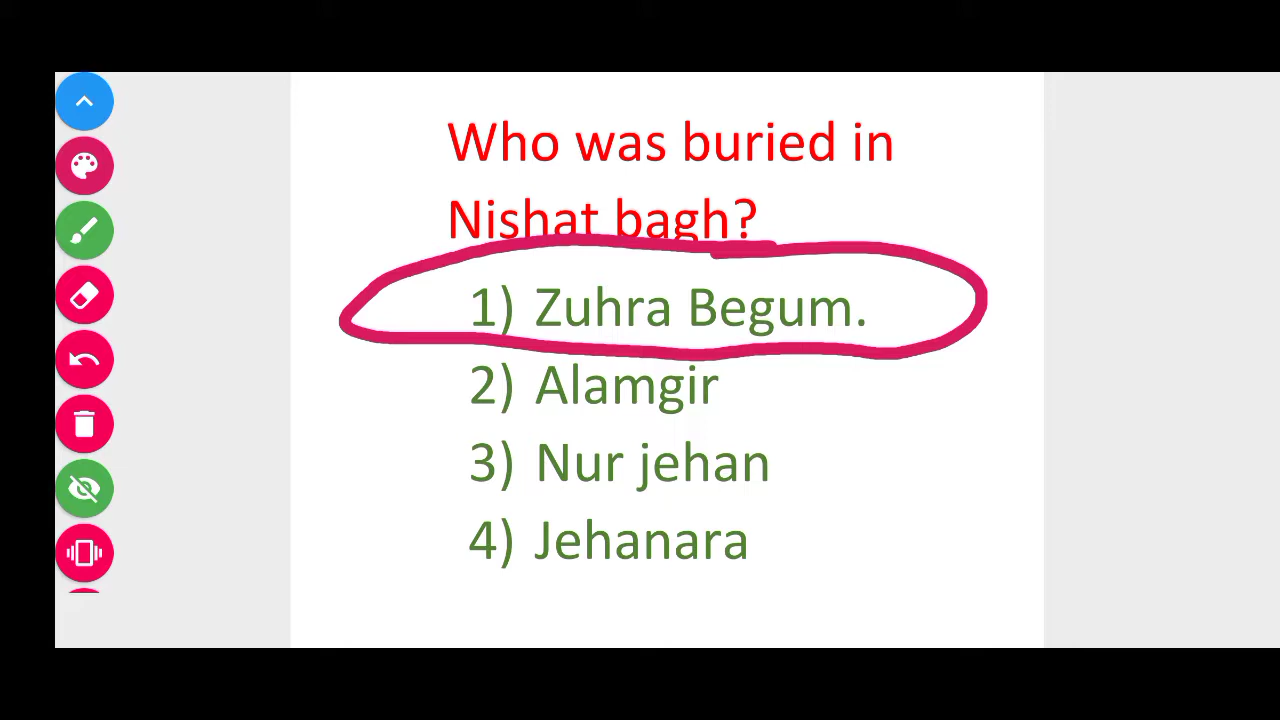 Who was buried in
Nishat bagh?
1) Zuhra Begum.
2) Alamgir
3) Nur jehan
4) Jehanara